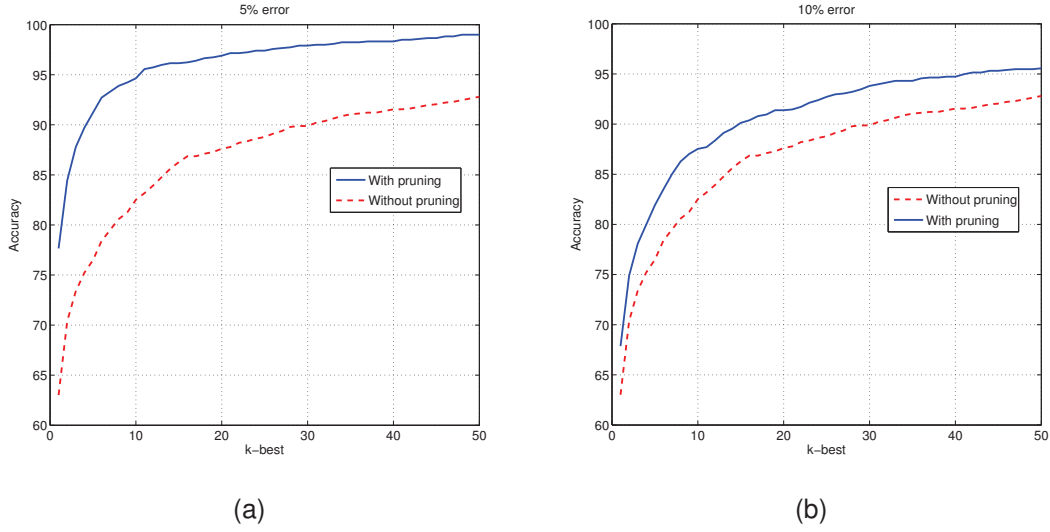 5% error
100
95
90
85
80
75
70
65
60
Accuracy
With pruning
Without pruning
0 10 20 30 40 50
k−best
(a)
10% error
100
95
90
85
80
75
70
65
60
Accuracy
Without pruning
With pruning
0 10 20 30 40 50
k−best
(b)